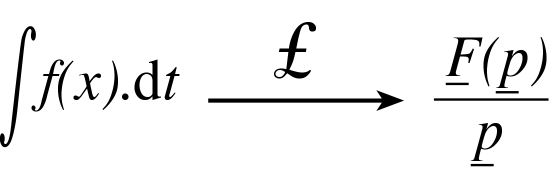 ∫f(x).dt £ F(p)/p